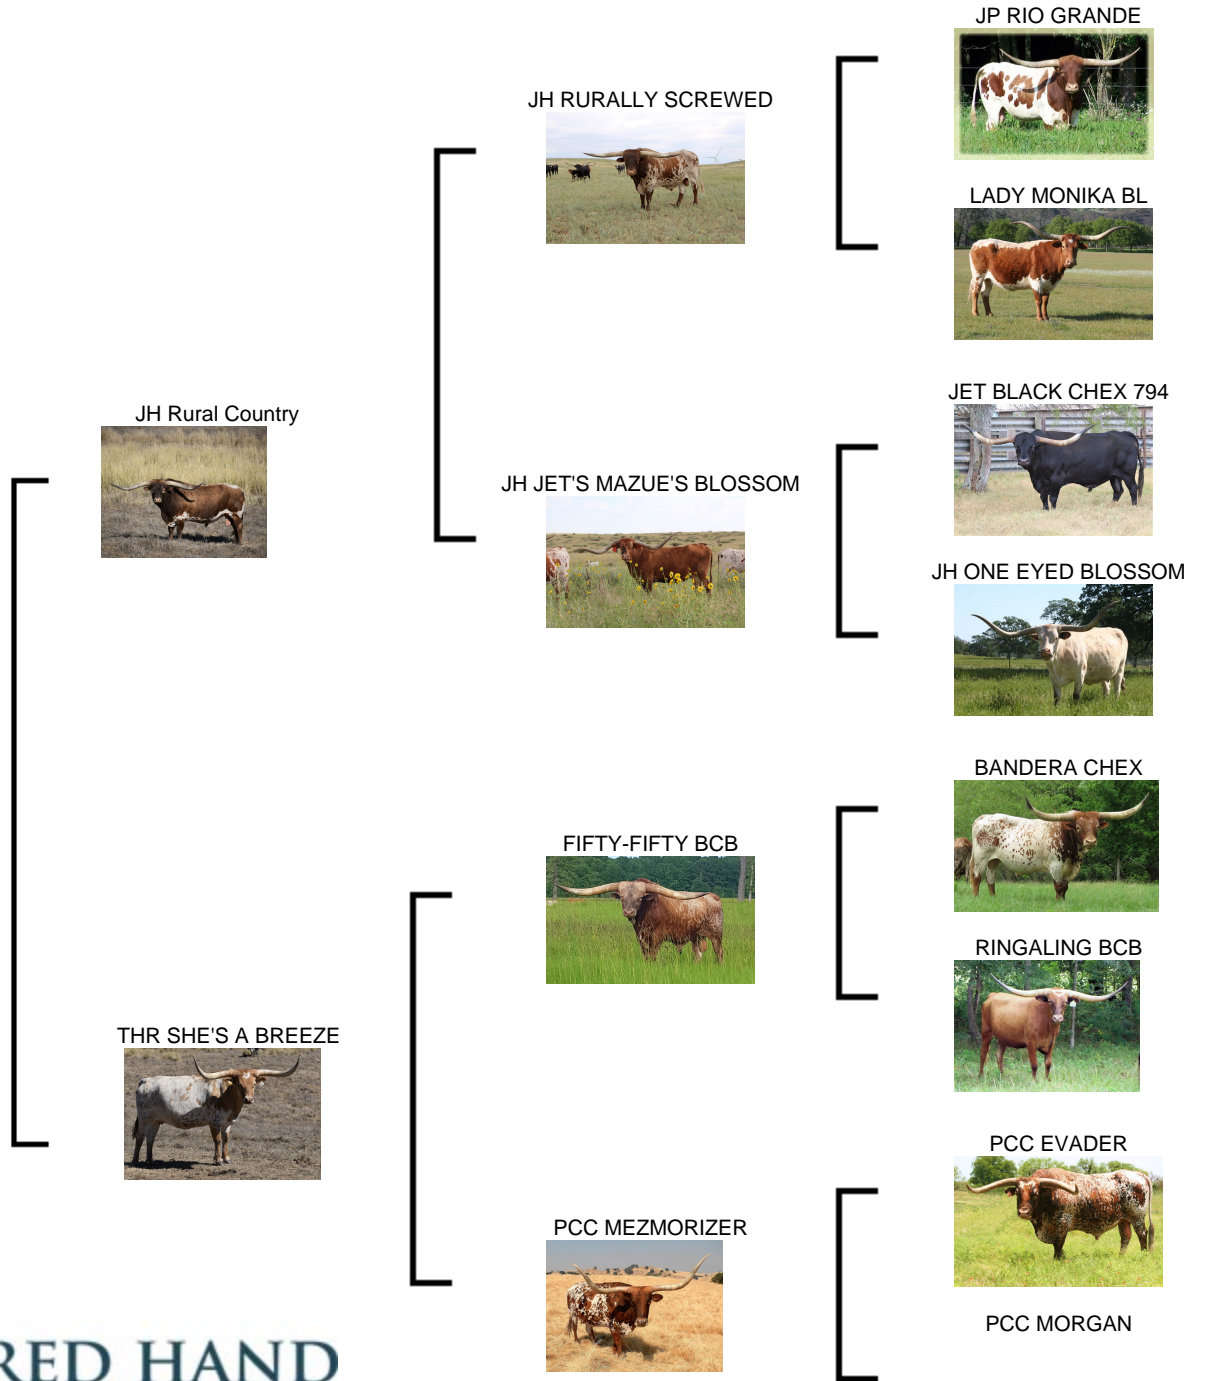 JP RIO GRANDE
JH RURALLY SCREWED
LADY MONIKA BL
JET BLACK CHEX 794
JH Rural Country
JH JET'S MAZUE'S BLOSSOM
JH ONE EYED BLOSSOM
BANDERA CHEX
FIFTY-FIFTY BCB
RINGALING BCB
THR SHE'S A BREEZE
PCC EVADER
PCC MEZMORIZER
PCC MORGAN
RED HAND